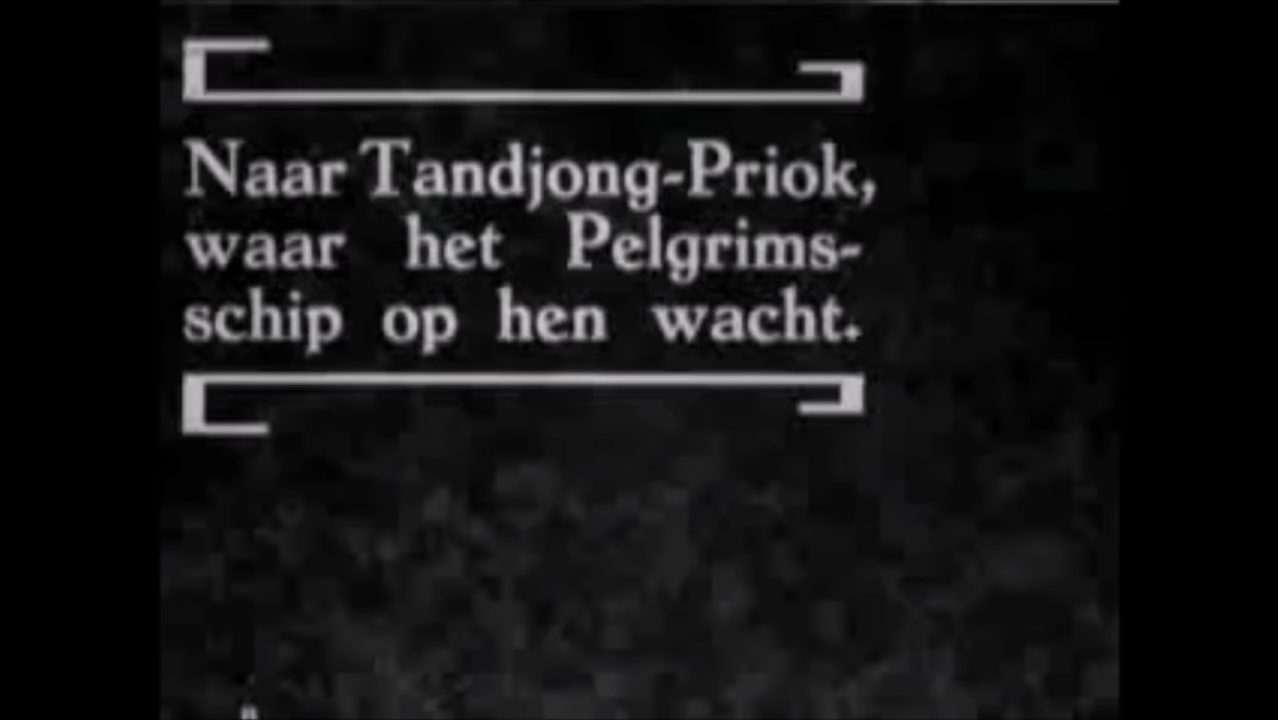 Naar Tandjong-Priok,
waar het Pelgrims-
schip op hen wacht.